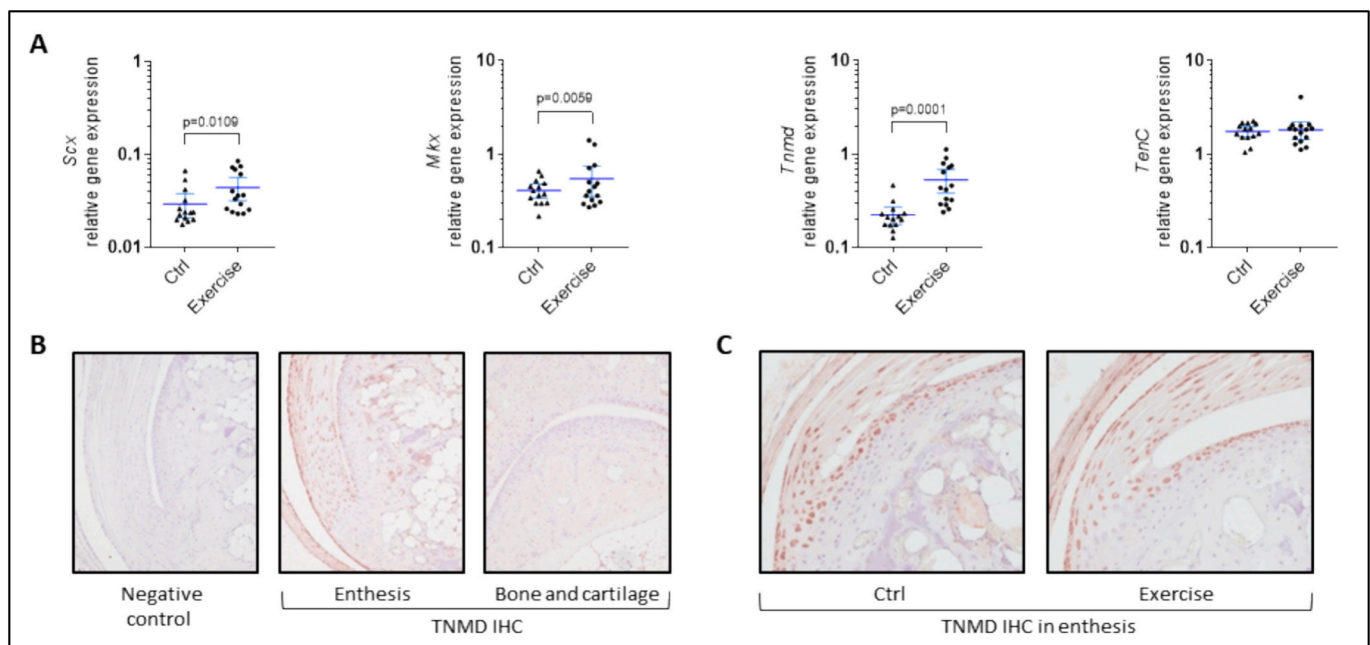 A
Scx
relative gene expression
1
0.1
0.01
p=0.0109
Ctrl
Exercise
Mkx
relative gene expression
10
1
0.1
p=0.0059
Ctrl
Exercise
Tnmd
relative gene expression
10
1
0.1
p=0.0001
Ctrl
Exercise
TenC
relative gene expression
10
1
0.1
Ctrl
Exercise
B
Negative
control
Enthesis
Bone and cartilage
TNMD IHC
C
Ctrl
Exercise
TNMD IHC in enthesis